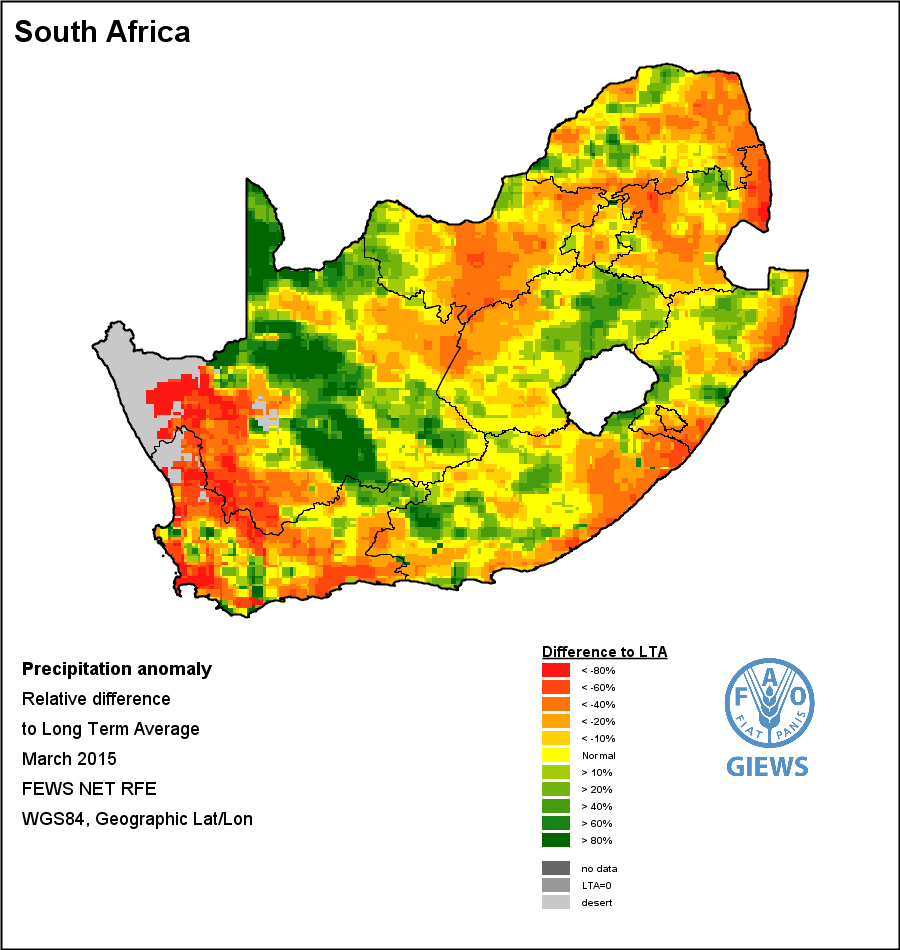 South Africa
Precipitation anomaly
Relative difference
to Long Term Average
March 2015
FEWS NET RFE
WGS84, Geographic Lat/Lon
Difference to LTA
< -80%
< -60%
< -40%
< -20%
< -10%
Normal
> 10%
> 20%
> 40%
> 60%
> 80%
no data
LTA=0
desert
F A O
FIAT PANIS
GIEWS